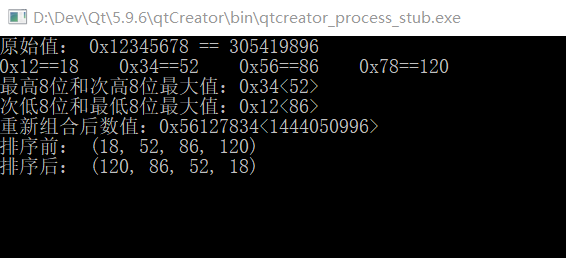 D:\Dev\Qt\5.9.6\qtCreator\bin\qtcreator_process_stub.exe
原始值： 0x12345678 == 305419896
0x12==18    0x34==52    0x56==86    0x78==120
最高8位和次高8位最大值：0x34<52>
次低8位和最低8位最大值：0x12<86>
重新组合后数值：0x56127834<1444050996>
排序前： (18, 52, 86, 120)
排序后： (120, 86, 52, 18)